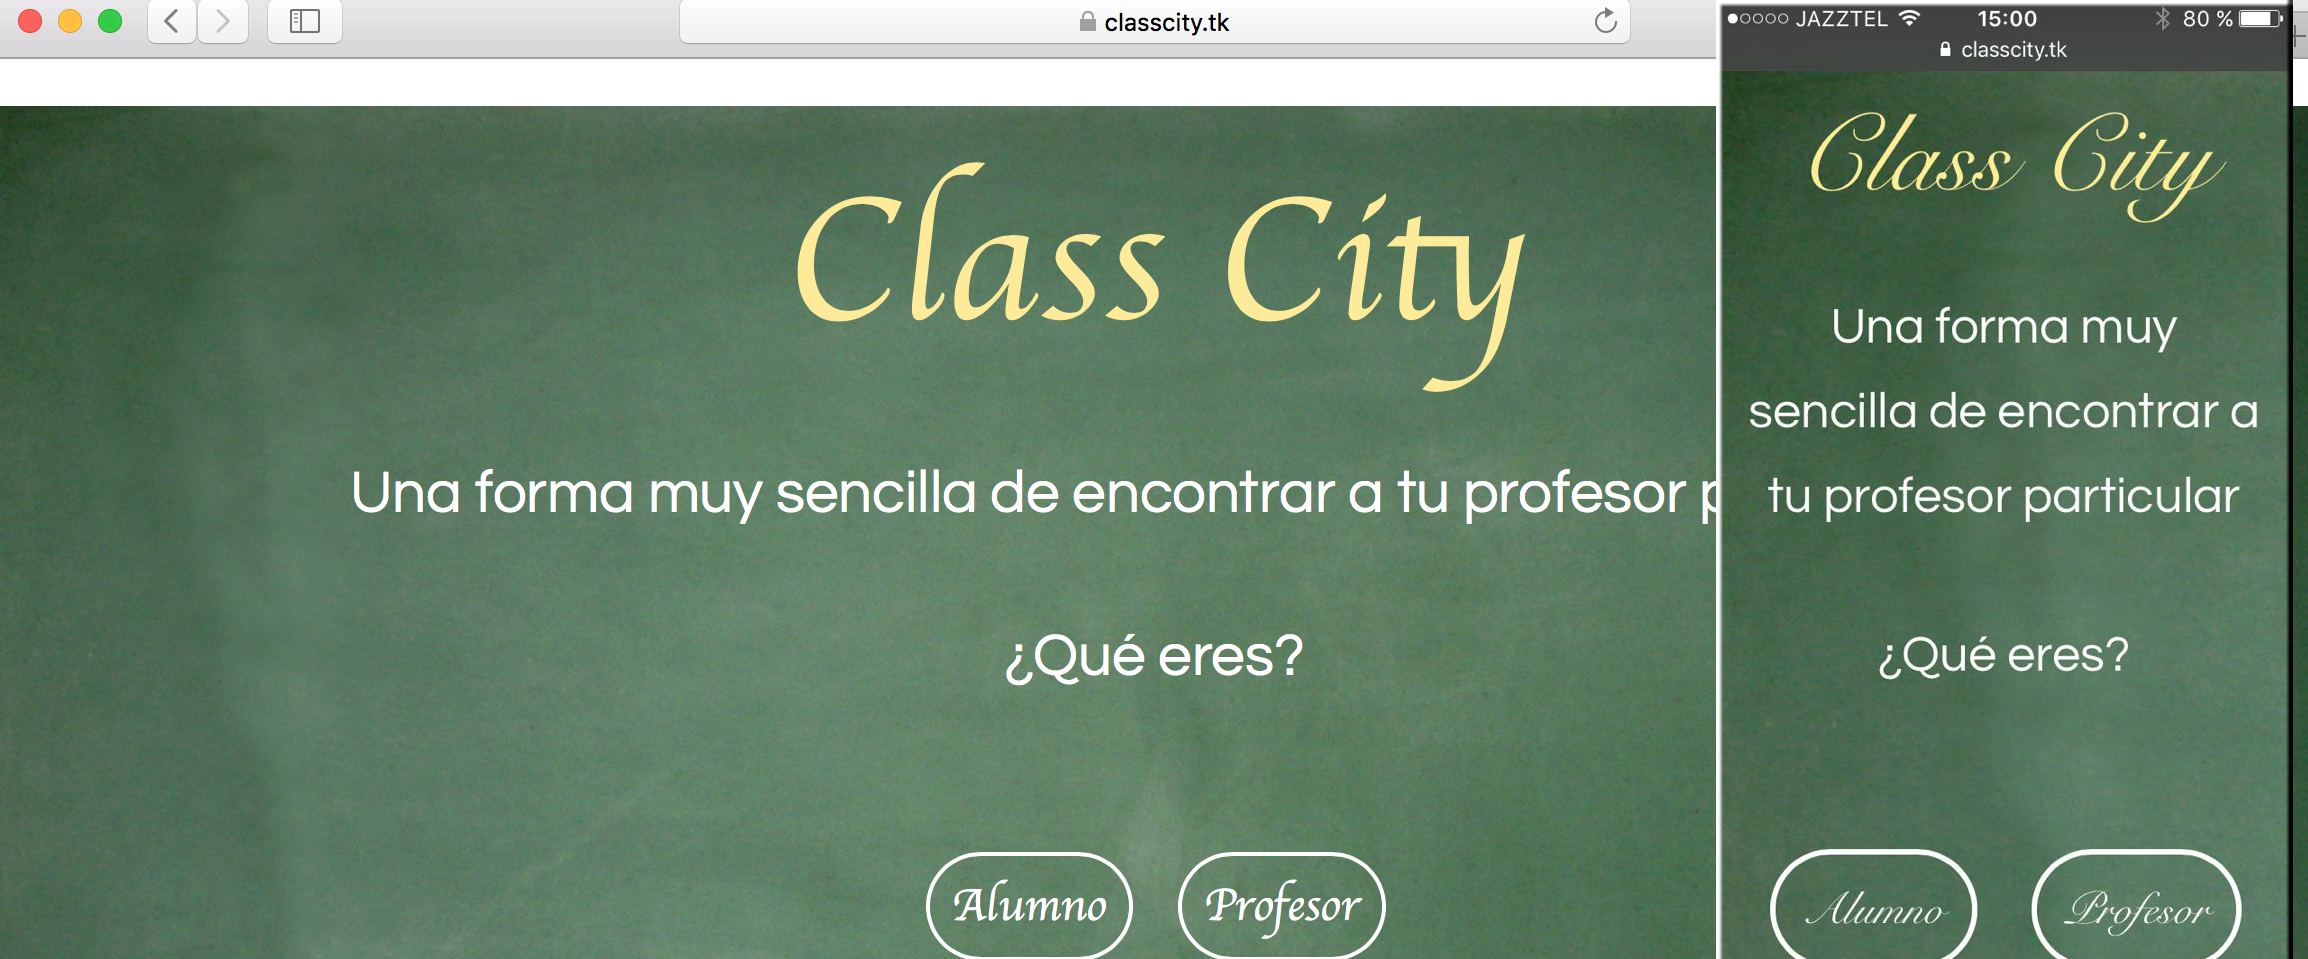 classcity.tk
Class City
Una forma muy sencilla de encontrar a tu profesor p
¿Qué eres?
Alumno
Profesor
JAZZTEL 15:00 80 %
classcity.tk
Class City
Una forma muy
sencilla de encontrar a
tu profesor particular
¿Qué eres?
Alumno
Profesor